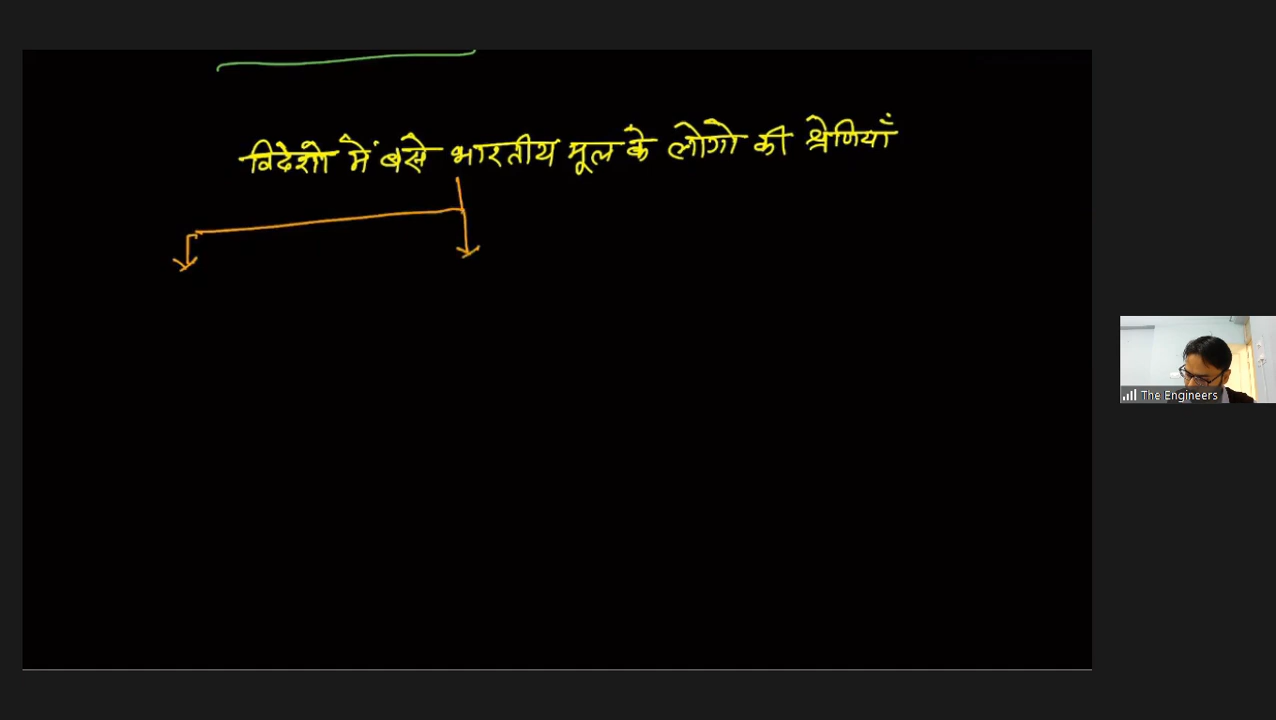 विदेशो में बसे भारतीय मूल के लोगो की श्रेणियाँ
The Engineers